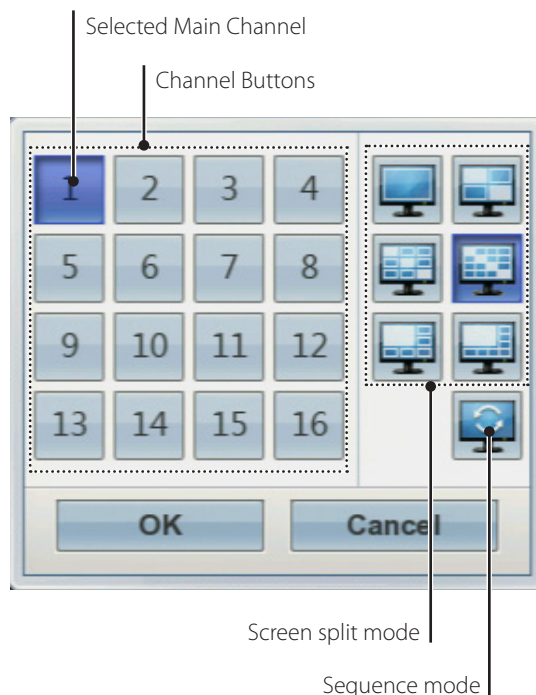 Selected Main Channel
Channel Buttons
1 2 3 4
5 6 7 8
9 10 11 12
13 14 15 16
OK Cancel
Screen split mode
Sequence mode